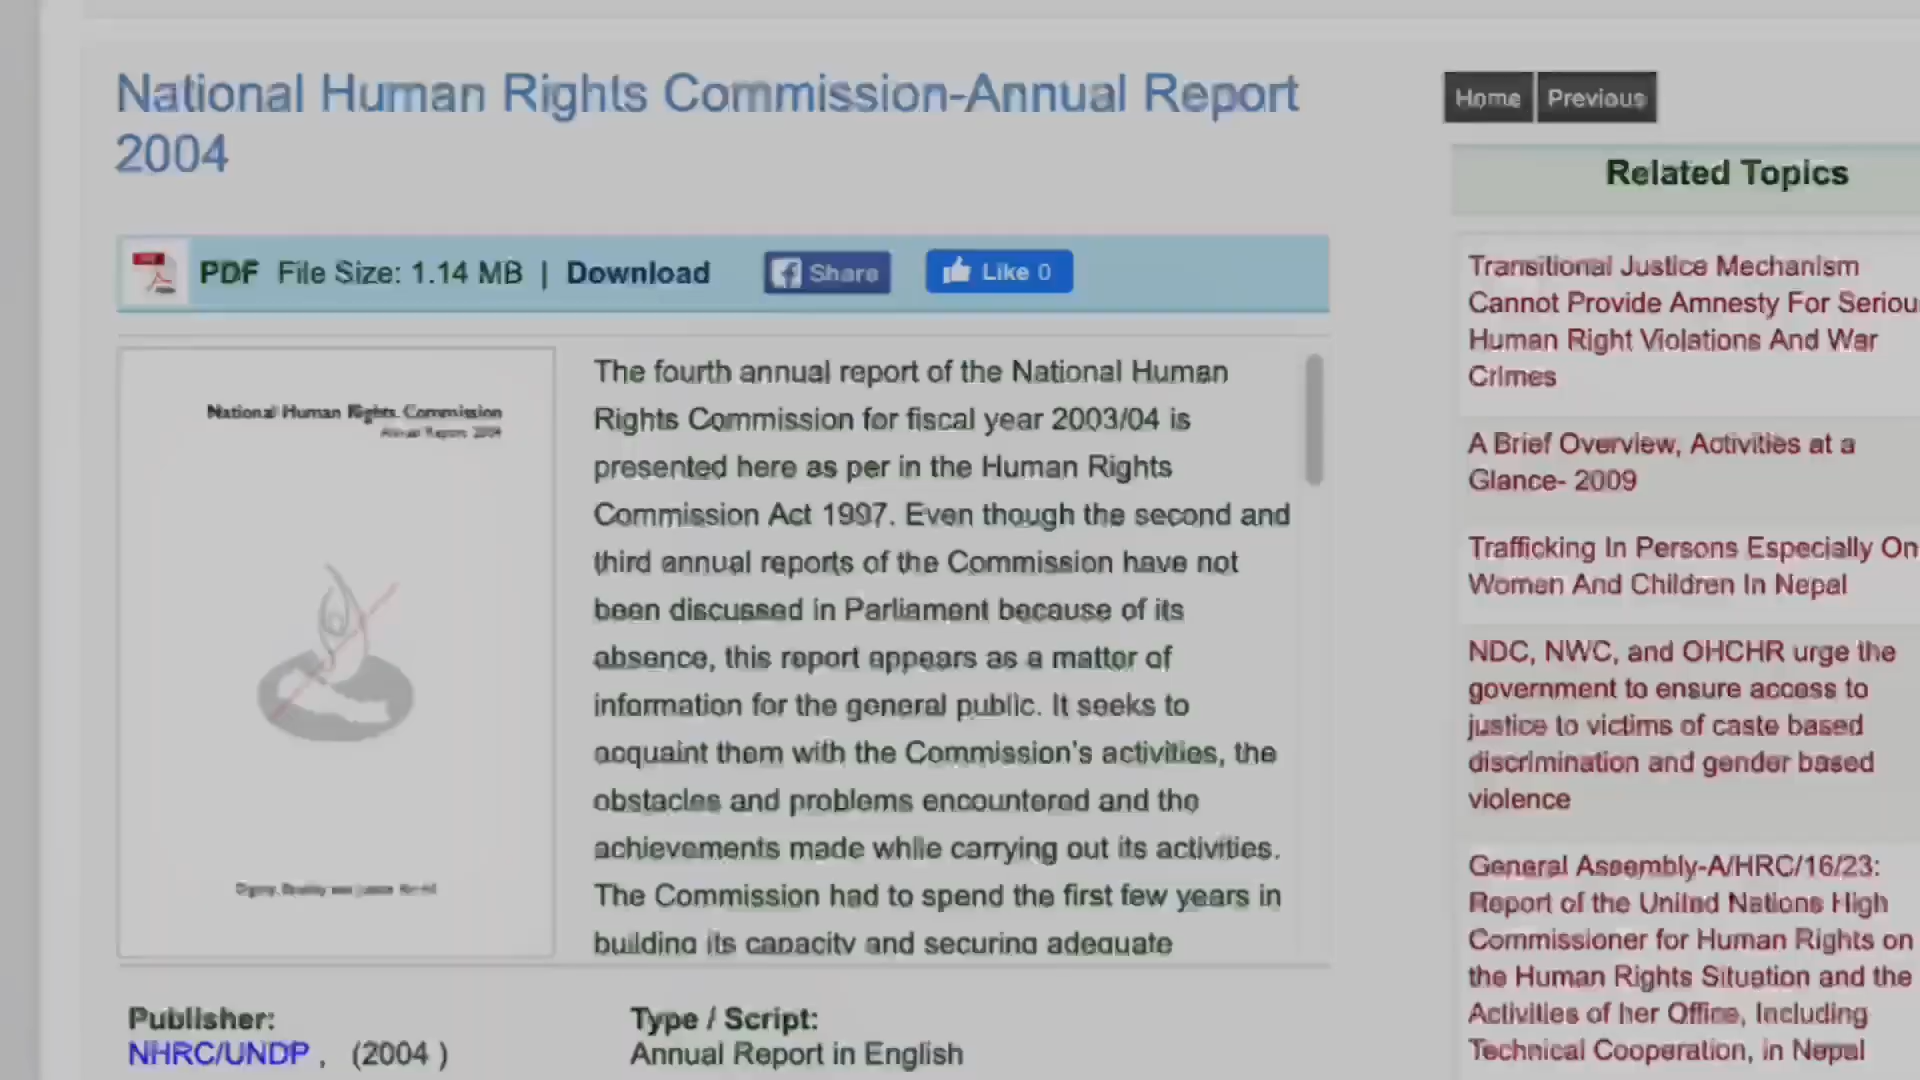 National Human Rights Commission-Annual Report
2004
PDF File Size: 1.14 MB | Download
Share
Like 0
National Human Rights Commission
Annual Report 2004
The fourth annual report of the National Human
Rights Commission for fiscal year 2003/04 is
presented here as per in the Human Rights
Commission Act 1997. Even though the second and
third annual reports of the Commission have not
been discussed in Parliament because of its
absence, this report appears as a matter of
information for the general public. It seeks to
acquaint them with the Commission's activities, the
obstacles and problems encountered and the
achievements made while carrying out its activities.
The Commission had to spend the first few years in
building its capacity and securing adequate
Publisher:
NHRC/UNDP , (2004 )
Type / Script:
Annual Report in English
Home
Previous
Related Topics
Transitional Justice Mechanism
Cannot Provide Amnesty For Seriou
Human Right Violations And War
Crimes
A Brief Overview, Activities at a
Glance- 2009
Trafficking In Persons Especially On
Women And Children In Nepal
NDC, NWC, and OHCHR urge the
government to ensure access to
justice to victims of caste based
discrimination and gender based
violence
General Assembly-A/HRC/16/23:
Report of the United Nations High
Commissioner for Human Rights on
the Human Rights Situation and the
Activities of her Office, Including
Technical Cooperation, in Nepal